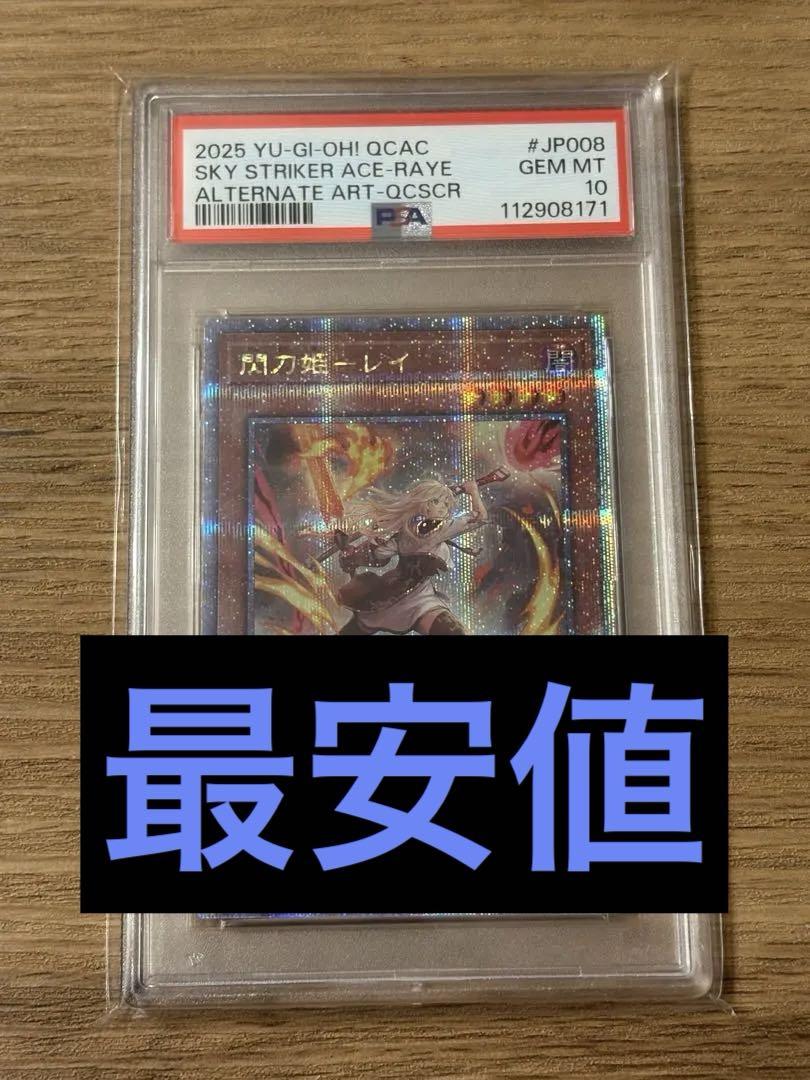 2025 YU-GI-OH! QCAC #JP008
SKY STRIKER ACE-RAYE GEM MT
ALTERNATE ART-QCSCR 10
PSA 112908171
閃刀姫-レイ 闇
最安値